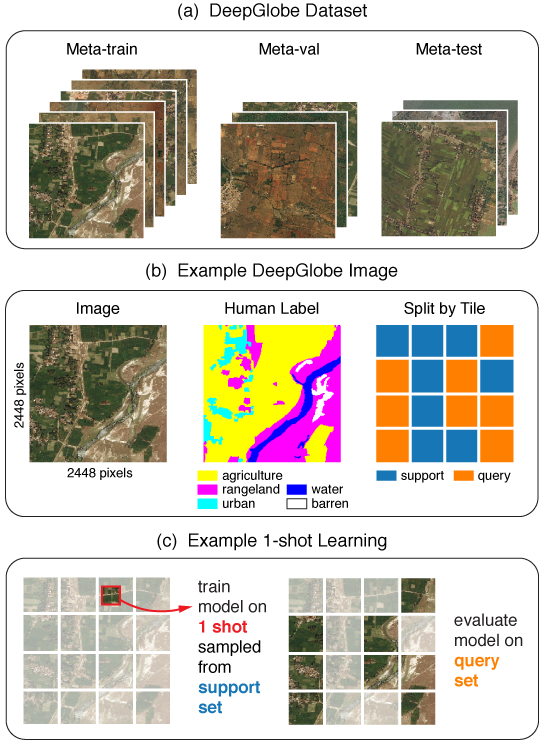 (a) DeepGlobe Dataset
Meta-train
Meta-val
Meta-test
(b) Example DeepGlobe Image
Image
Human Label
Split by Tile
2448 pixels
2448 pixels
agriculture
rangeland
water
urban
barren
support
query
(c) Example 1-shot Learning
train
model on
1 shot
sampled
from
support
set
evaluate
model on
query
set